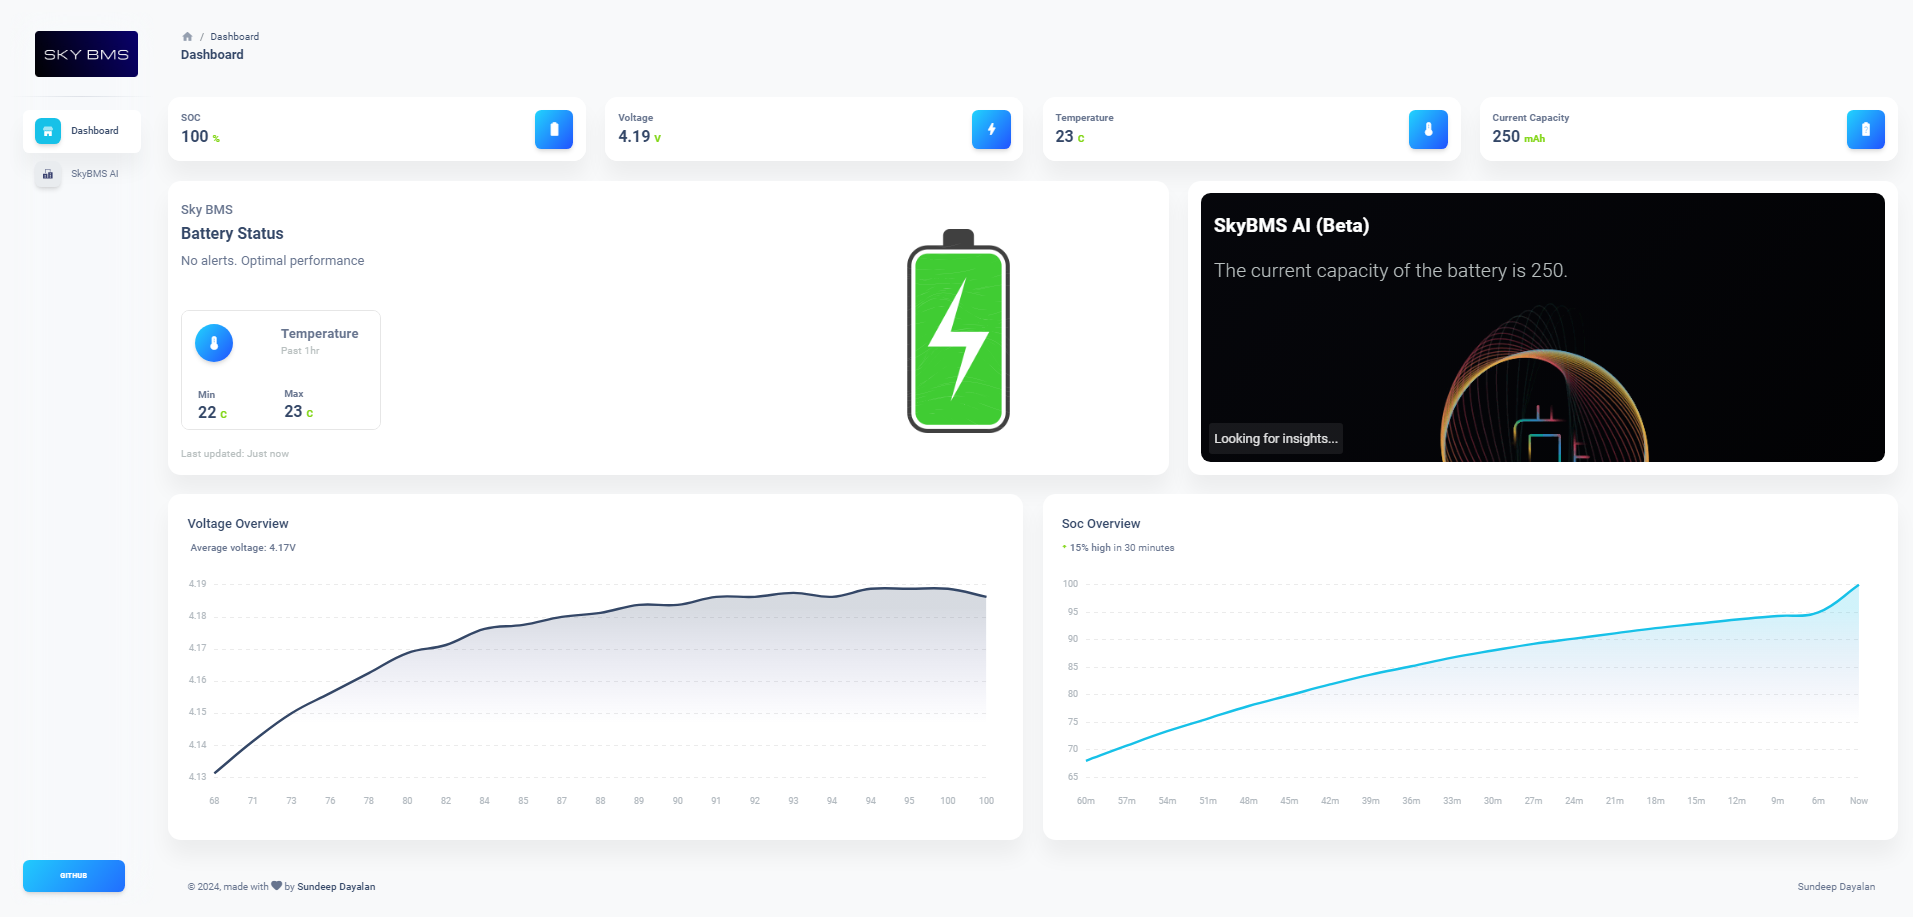 SKY BMS
/ Dashboard
Dashboard
Dashboard
SkyBMS AI
SOC
100 %
Voltage
4.19 V
Temperature
23 C
Current Capacity
250 mAh
Sky BMS
Battery Status
No alerts. Optimal performance
Temperature
Past 1hr
Min
22 C
Max
23 C
Last updated: Just now
SkyBMS AI (Beta)
The current capacity of the battery is 250.
Looking for insights...
Voltage Overview
Average voltage: 4.17V
4.19
4.18
4.17
4.16
4.15
4.14
4.13
68 71 73 76 78 80 82 84 85 87 88 89 90 91 92 93 94 94 95 100 100
Soc Overview
* 15% high in 30 minutes
100
95
90
85
80
75
70
65
60m 57m 54m 51m 48m 45m 42m 39m 36m 33m 30m 27m 24m 21m 18m 15m 12m 9m 6m Now
GITHUB
© 2024, made with ♥ by Sundeep Dayalan
Sundeep Dayalan